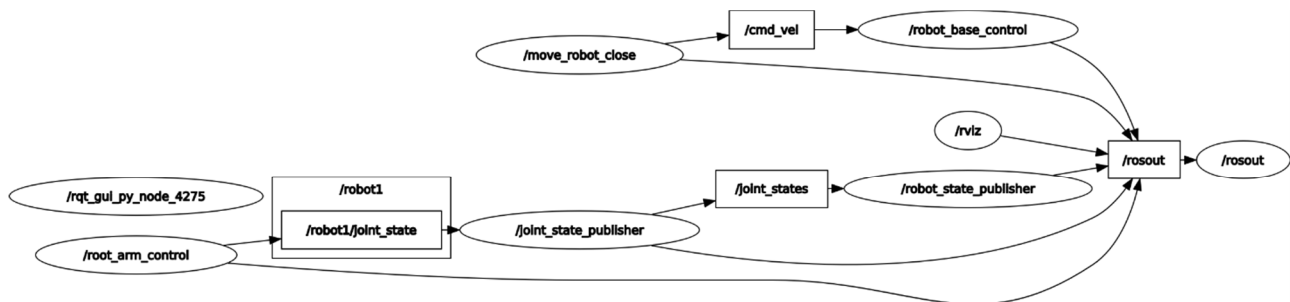 /cmd_vel
/robot_base_control
/move_robot_close
/rviz
/rosout
/rosout
/robot1
/joint_states
/robot_state_publisher
/rqt_gui_py_node_4275
/robot1/joint_state
/joint_state_publisher
/root_arm_control